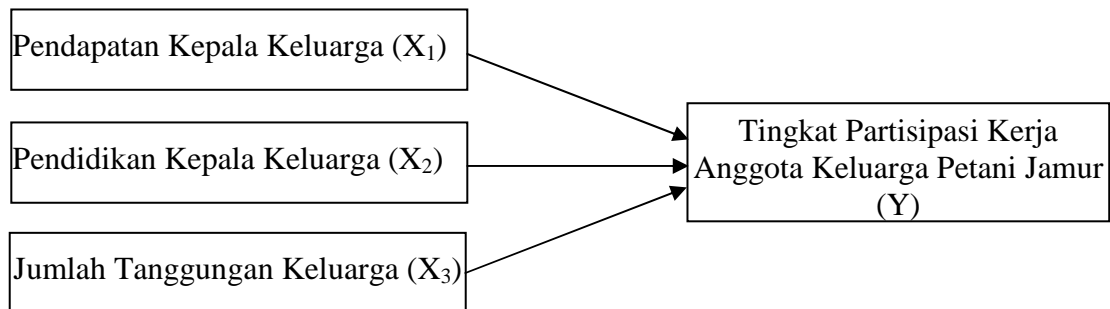 Pendapatan Kepala Keluarga (X₁)
Pendidikan Kepala Keluarga (X₂)
Jumlah Tanggungan Keluarga (X₃)
Tingkat Partisipasi Kerja
Anggota Keluarga Petani Jamur
(Y)